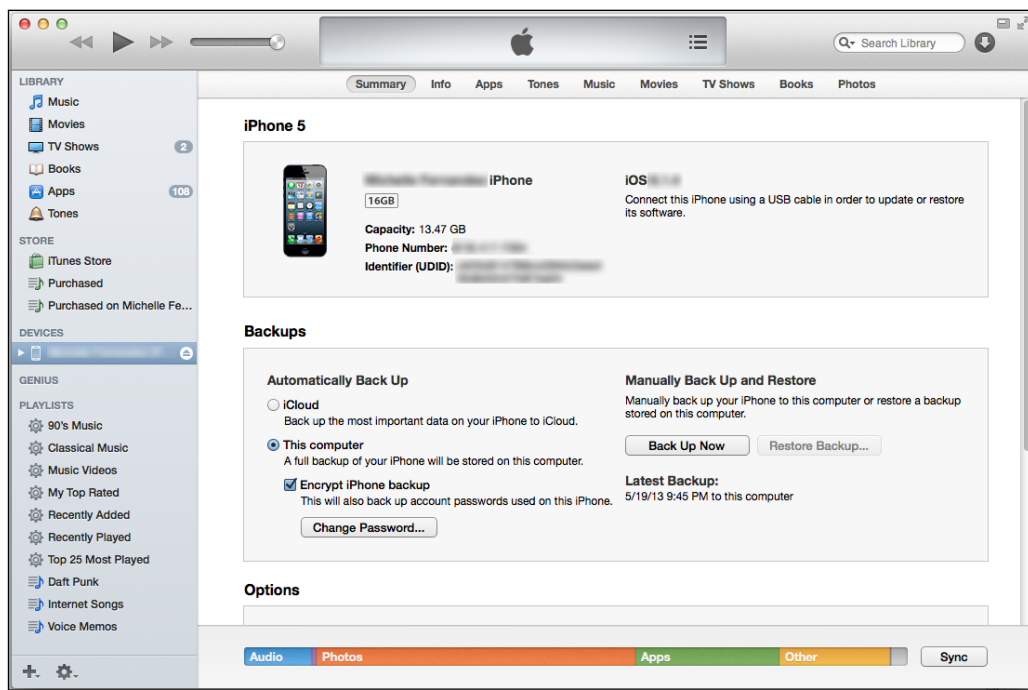 Search Library
LIBRARY
Music
Movies
TV Shows 2
Books
Apps 108
Tones
STORE
iTunes Store
Purchased
Purchased on Michelle Fe...
DEVICES
GENIUS
PLAYLISTS
90's Music
Classical Music
Music Videos
My Top Rated
Recently Added
Recently Played
Top 25 Most Played
Daft Punk
Internet Songs
Voice Memos
Summary Info Apps Tones Music Movies TV Shows Books Photos
iPhone 5
iPhone
16GB
Capacity: 13.47 GB
Phone Number:
Identifier (UDID):
iOS
Connect this iPhone using a USB cable in order to update or restore
its software.
Backups
Automatically Back Up
iCloud
Back up the most important data on your iPhone to iCloud.
This computer
A full backup of your iPhone will be stored on this computer.
Encrypt iPhone backup
This will also back up account passwords used on this iPhone.
Change Password...
Manually Back Up and Restore
Manually back up your iPhone to this computer or restore a backup
stored on this computer.
Back Up Now Restore Backup...
Latest Backup:
5/19/13 9:45 PM to this computer
Options
Audio Photos Apps Other Sync